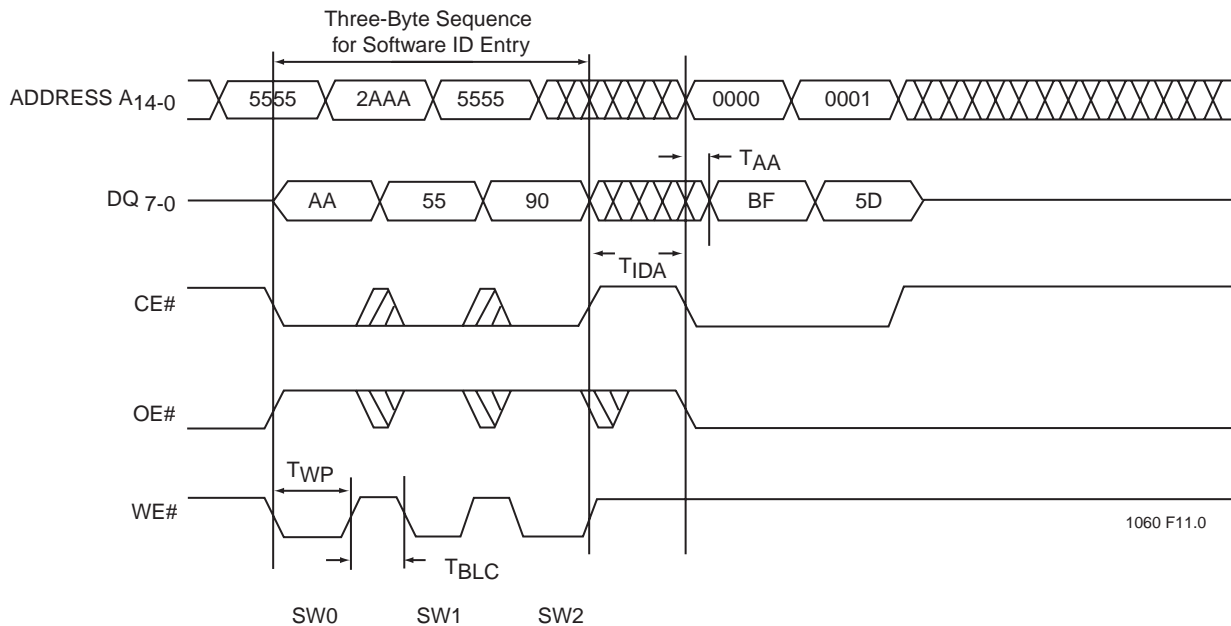 Three-Byte Sequence
for Software ID Entry
ADDRESS A14-0 5555 2AAA 5555 0000 0001
TAA
DQ 7-0 AA 55 90 BF 5D
TIDA
CE#
OE#
TWP
WE#
1060 F11.0
TBLC
SW0 SW1 SW2